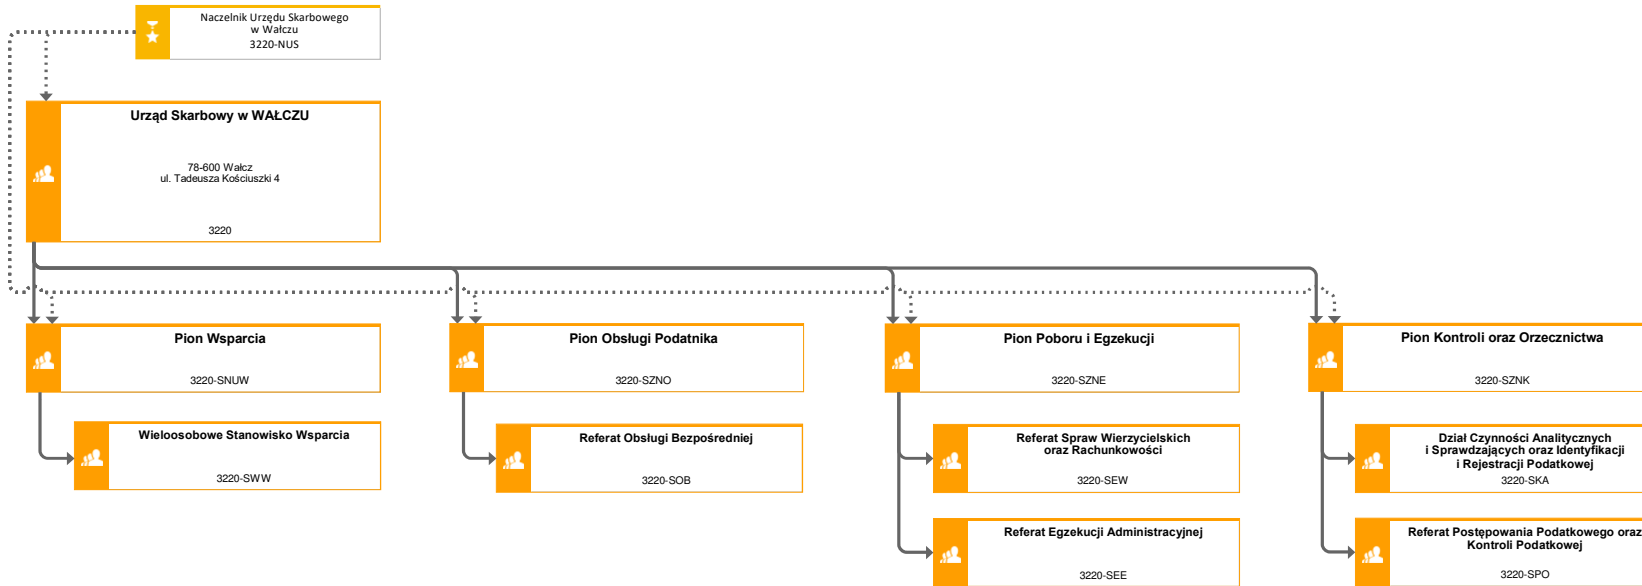 Naczelnik Urzędu Skarbowego
w Wałczu
3220-NUS
Urząd Skarbowy w WAŁCZU
78-600 Wałcz
ul. Tadeusza Kościuszki 4
3220
Pion Wsparcia
3220-SNUW
Pion Obsługi Podatnika
3220-SZNO
Pion Poboru i Egzekucji
3220-SZNE
Pion Kontroli oraz Orzecznictwa
3220-SZNK
Wieloosobowe Stanowisko Wsparcia
3220-SWW
Referat Obsługi Bezpośredniej
3220-SOB
Referat Spraw Wierzycielskich
oraz Rachunkowości
3220-SEW
Dział Czynności Analitycznych
i Sprawdzających oraz Identyfikacji
i Rejestracji Podatkowej
3220-SKA
Referat Egzekucji Administracyjnej
3220-SEE
Referat Postępowania Podatkowego oraz
Kontroli Podatkowej
3220-SPO